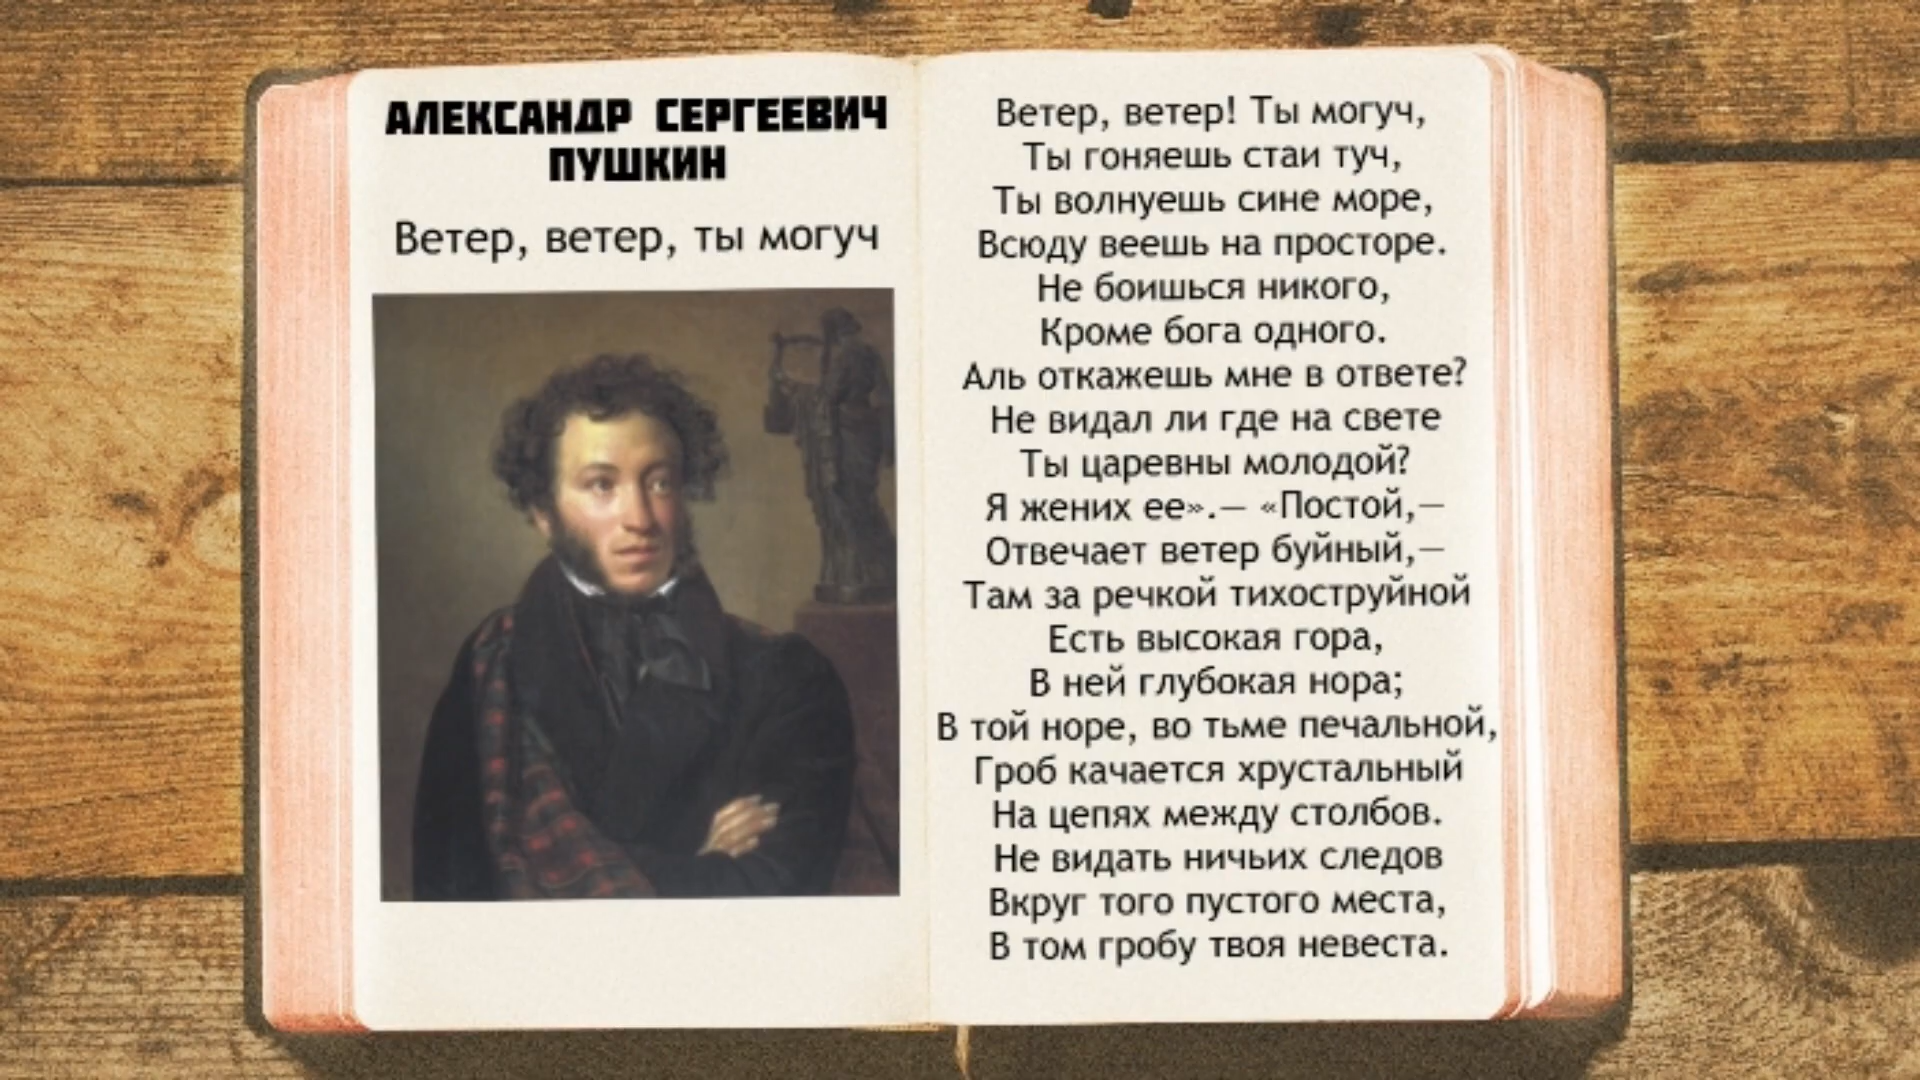 АЛЕКСАНДР СЕРГЕЕВИЧ
ПУШКИН
Ветер, ветер, ты могуч
Ветер, ветер! Ты могуч,
Ты гоняешь стаи туч,
Ты волнуешь сине море,
Всюду веешь на просторе.
Не боишься никого,
Кроме бога одного.
Аль откажешь мне в ответе?
Не видал ли где на свете
Ты царевны молодой?
Я жених ее».— «Постой,—
Отвечает ветер буйный,—
Там за речкой тихоструйной
Есть высокая гора,
В ней глубокая нора;
В той норе, во тьме печальной,
Гроб качается хрустальный
На цепях между столбов.
Не видать ничьих следов
Вкруг того пустого места,
В том гробу твоя невеста.